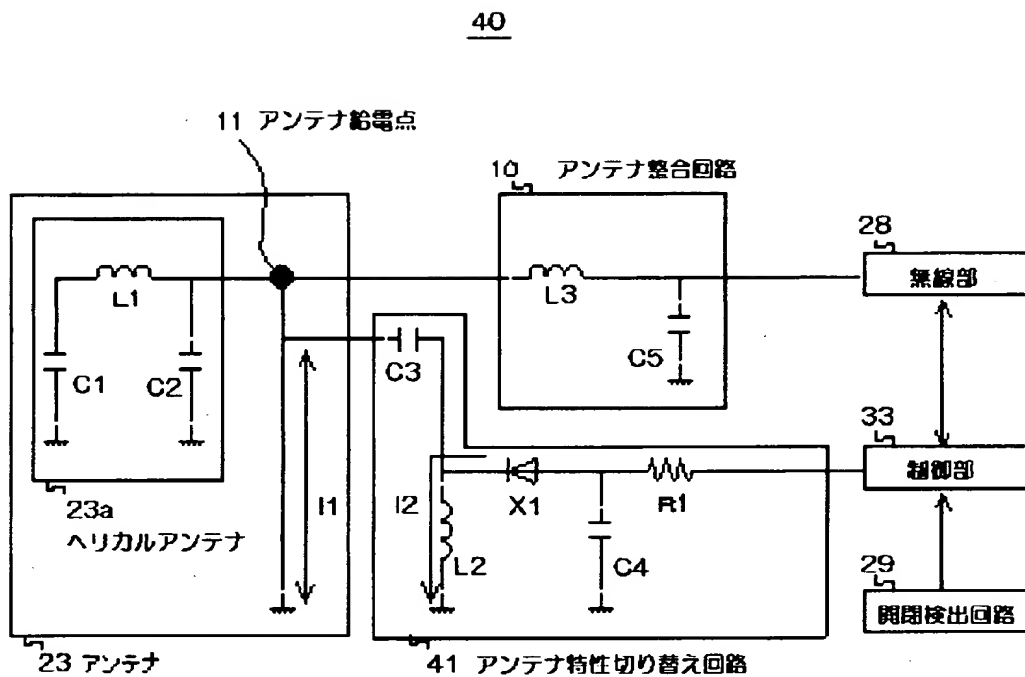 40
11 アンテナ給電点
10 アンテナ整合回路
28
無線部
L1
L3
C1
C2
C3
C5
33
制御部
23a
ヘリカルアンテナ
I1
I2
X1
R1
L2
C4
29
開閉検出回路
23 アンテナ
41 アンテナ特性切り替え回路